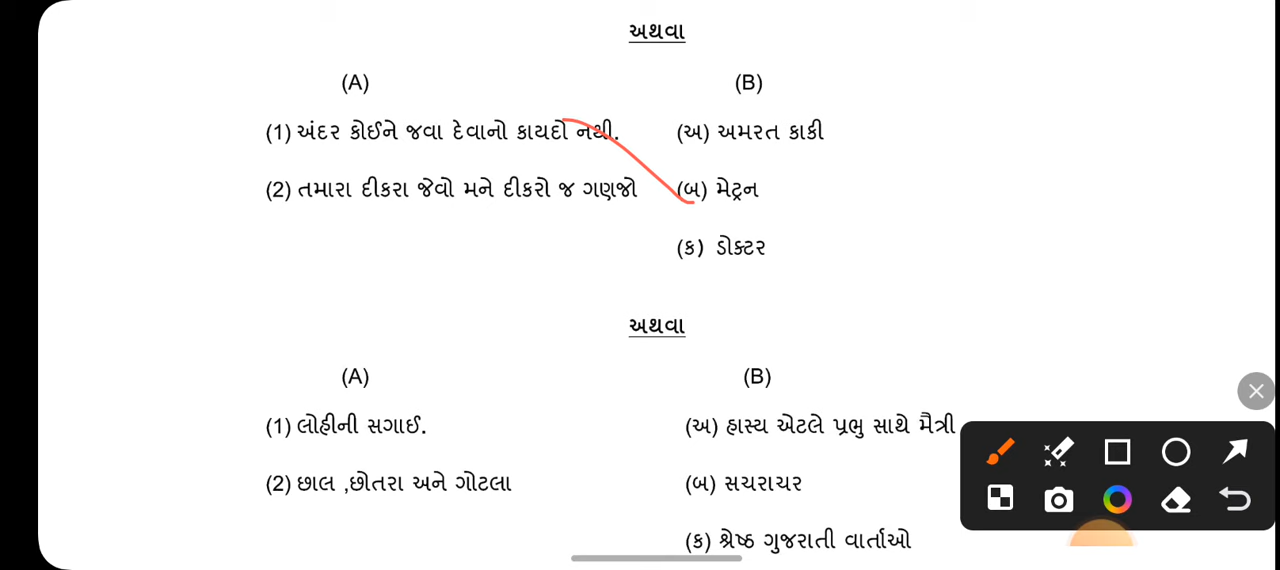 અથવા
(A) (B)
(1) અંદર કોઈને જવા દેવાનો કાયદો નથી. (અ) અમરત કાકી
(2) તમારા દીકરા જેવો મને દીકરો જ ગણજો (બ) મેટ્રન
(ક) ડોક્ટર
અથવા
(A) (B)
(1) લોહીની સગાઈ. (અ) હાસ્ય એટલે પ્રભુ સાથે મૈત્રી
(2) છાલ ,છોતરા અને ગોટલા (બ) સચરાચર
(ક) શ્રેષ્ઠ ગુજરાતી વાર્તાઓ